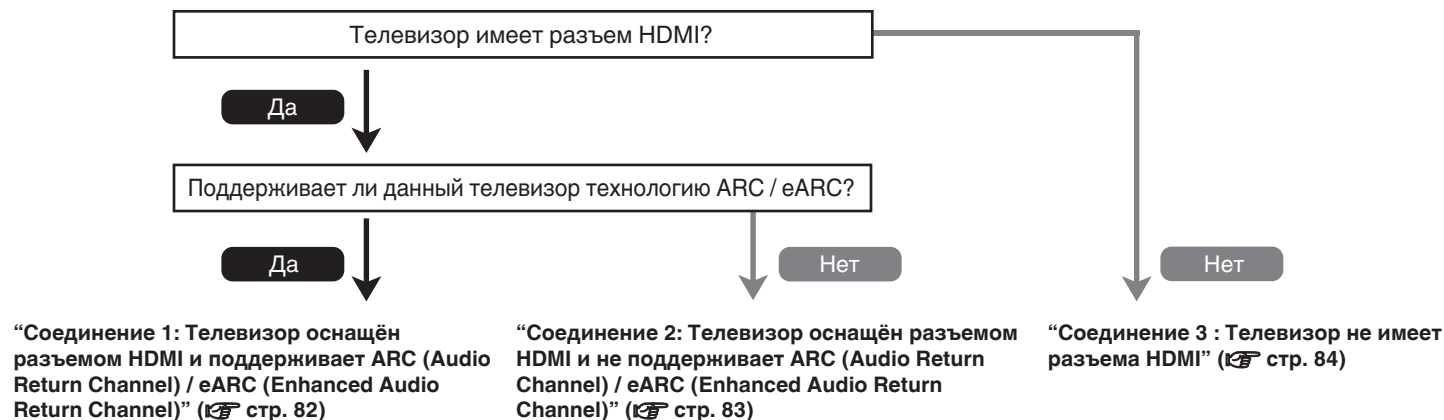 Телевизор имеет разъем HDMI?
Да
Поддерживает ли данный телевизор технологию ARC / eARC?
Да
Нет
Нет
“Соединение 1: Телевизор оснащён
разъемом HDMI и поддерживает ARC (Audio
Return Channel) / eARC (Enhanced Audio
Return Channel)” (стр. 82)
“Соединение 2: Телевизор оснащён разъемом
HDMI и не поддерживает ARC (Audio Return
Channel) / eARC (Enhanced Audio Return
Channel)” (стр. 83)
“Соединение 3 : Телевизор не имеет
разъема HDMI” (стр. 84)